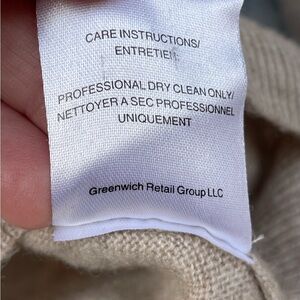 CARE INSTRUCTIONS/
ENTRETIEN:
PROFESSIONAL DRY CLEAN ONLY/
NETTOYER A SEC PROFESSIONNEL
UNIQUEMENT
Greenwich Retail Group LLC